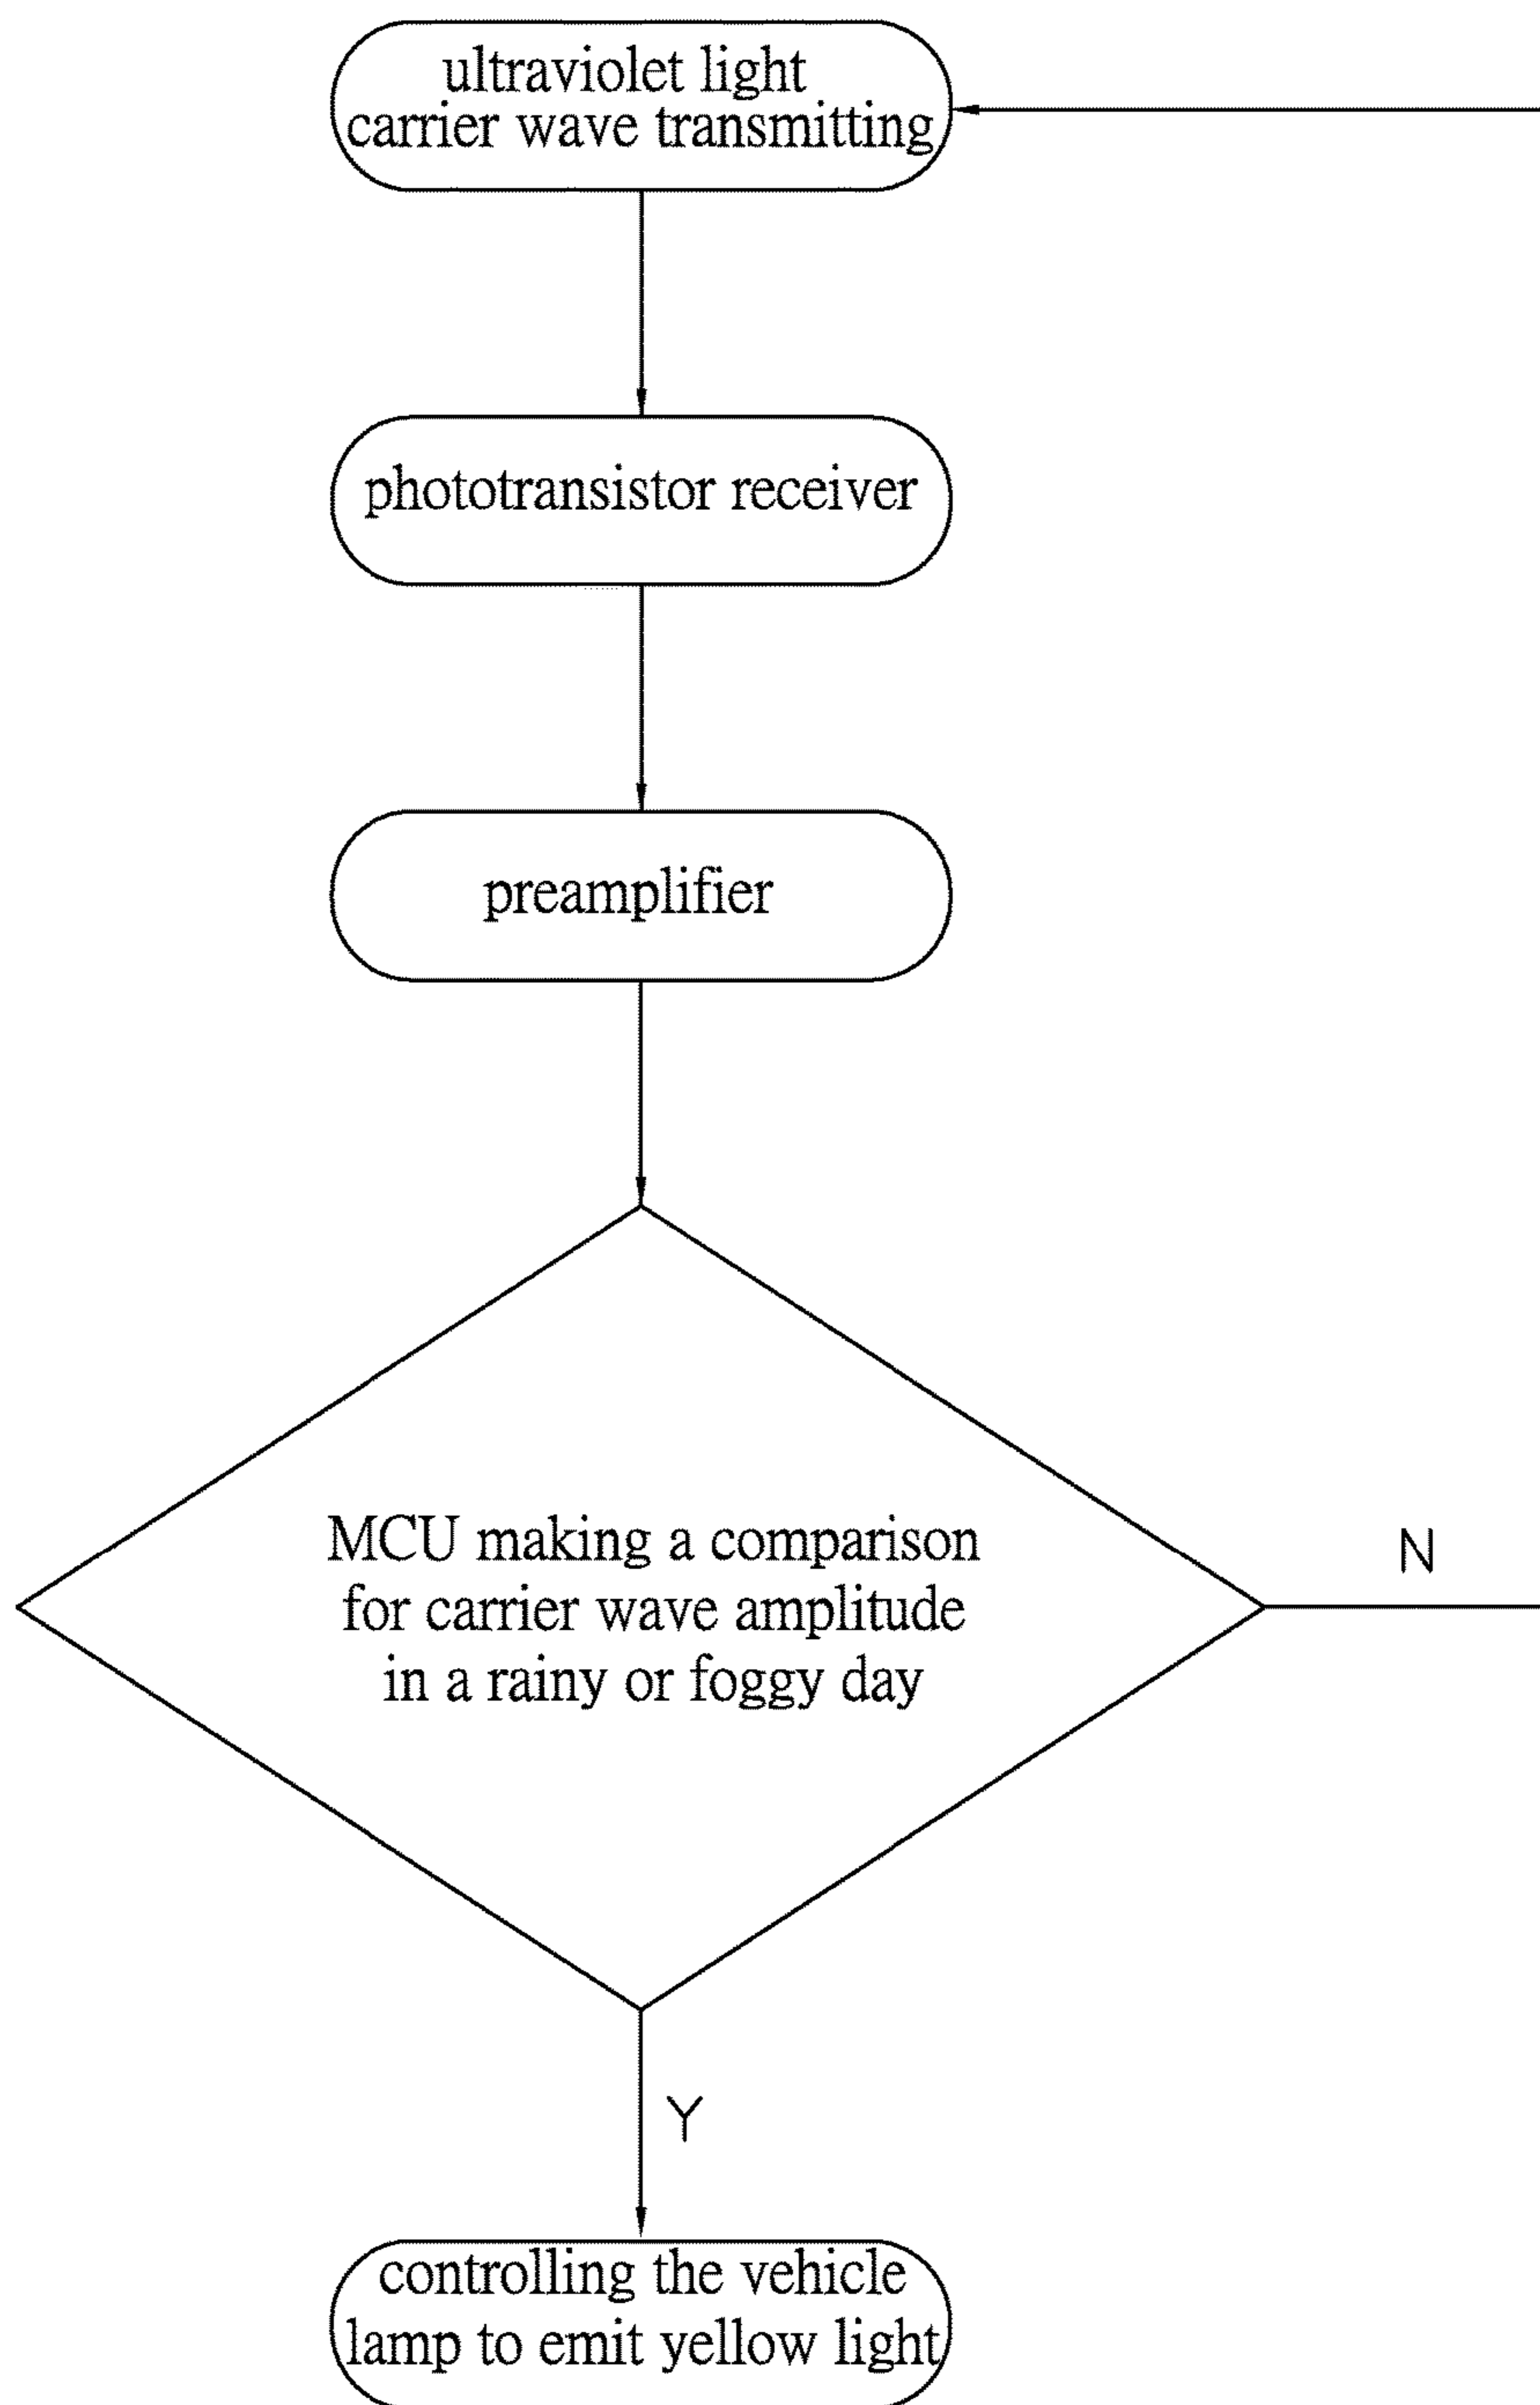 ultraviolet light
carrier wave transmitting
phototransistor receiver
preamplifier
MCU making a comparison
for carrier wave amplitude
in a rainy or foggy day
N
Y
controlling the vehicle
lamp to emit yellow light